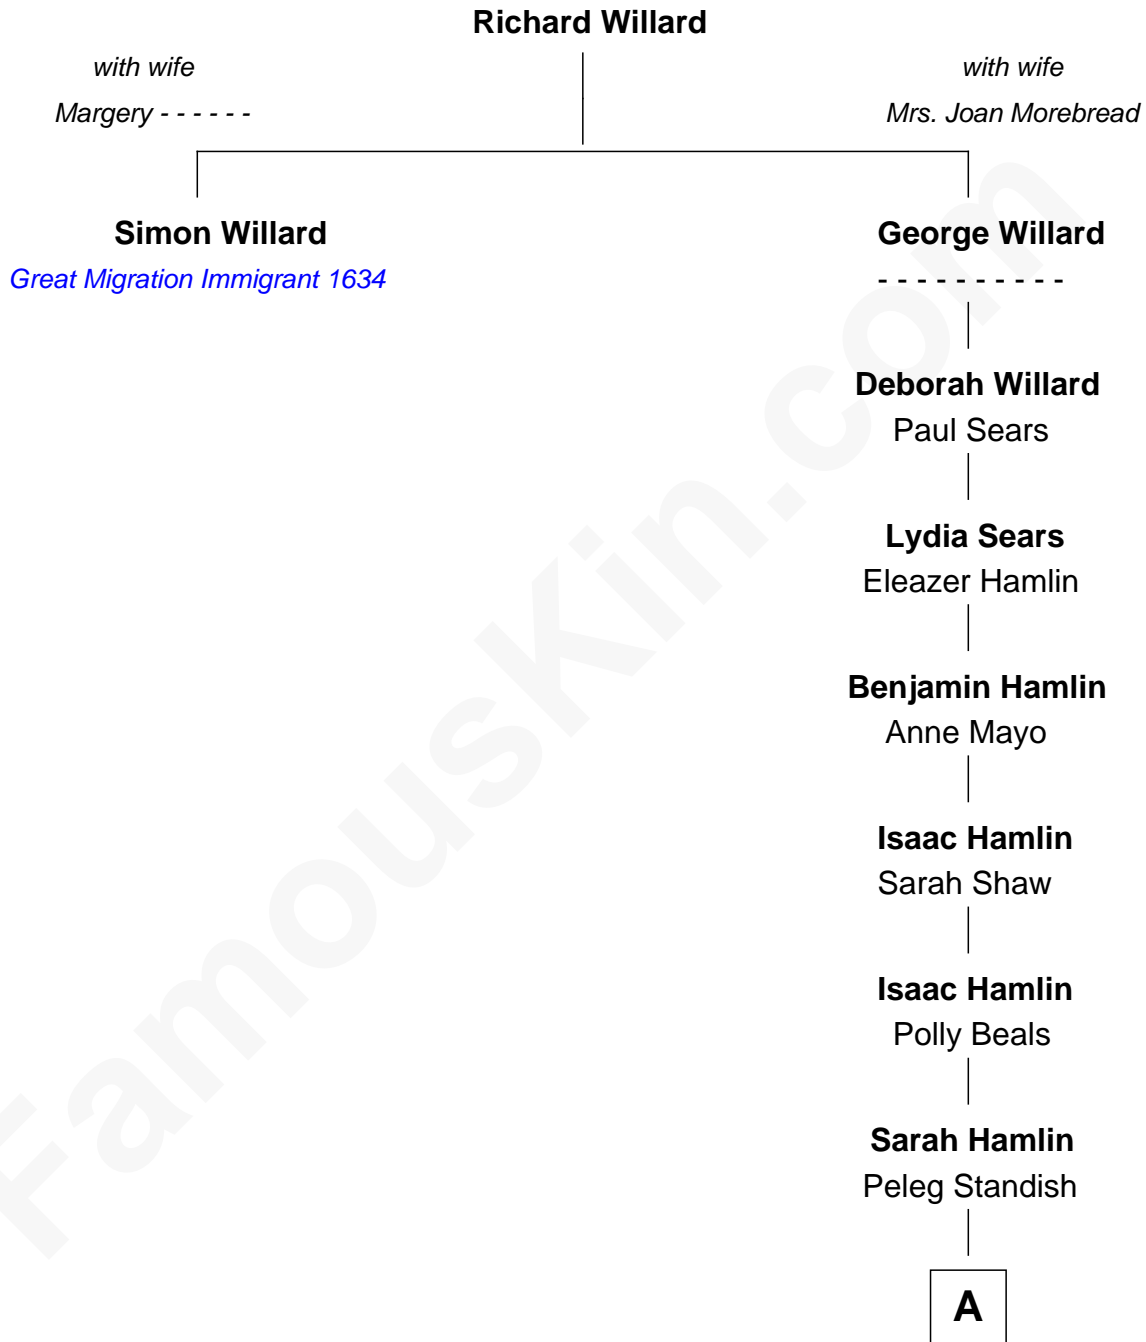 Richard Willard
with wife
with wife
Margery - - - - - -
Mrs. Joan Morebread
Simon Willard
George Willard
Great Migration Immigrant 1634
- - - - - - - - - -
Deborah Willard
Paul Sears
Lydia Sears
Eleazer Hamlin
Benjamin Hamlin
Anne Mayo
Isaac Hamlin
Sarah Shaw
Isaac Hamlin
Polly Beals
Sarah Hamlin
Peleg Standish
A
FamousKin.com